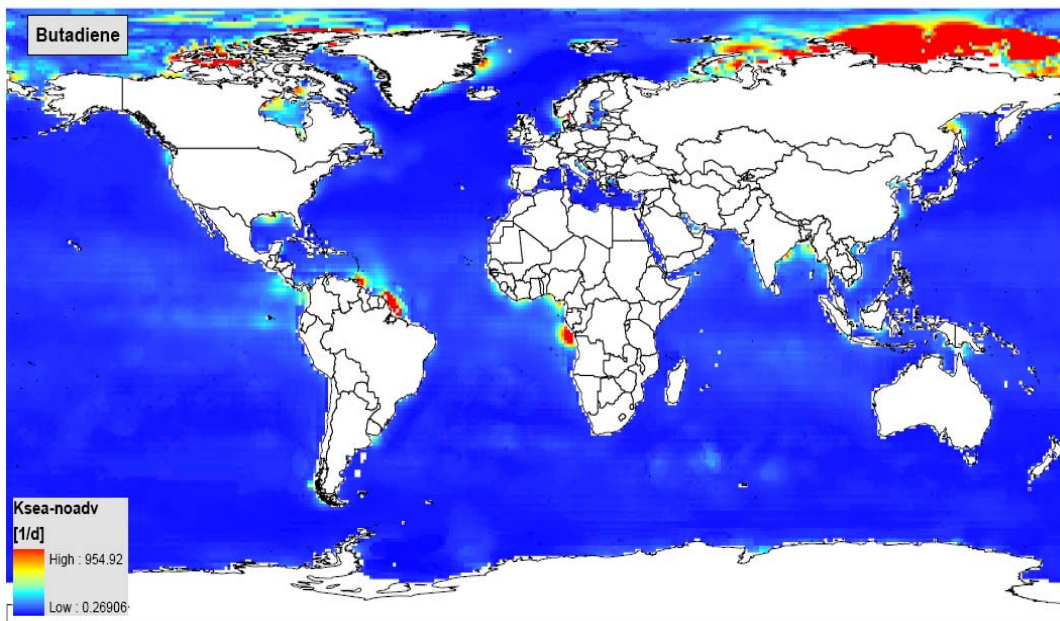 Butadiene
Ksea-noadv
[1/d]
High : 954.92
Low : 0.26906